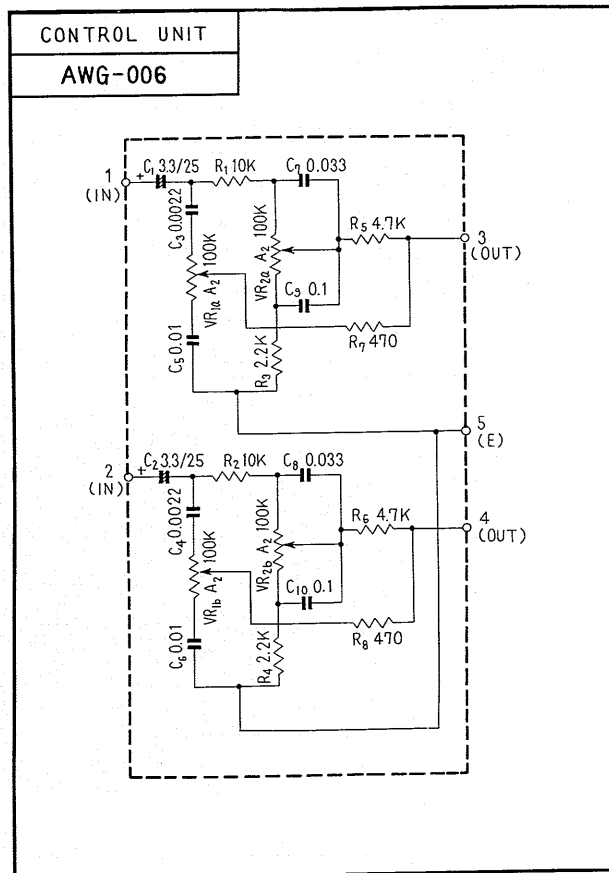 CONTROL UNIT
AWG-006
1
(IN)
+ C₁ 3.3/25
R₁ 10K
C₇ 0.033
C₃ 0.0022
100K
VR₁ₐ A₂
100K
VR₂ₐ A₂
R₅ 4.7K
3
(OUT)
C₉ 0.1
C₅ 0.01
R₃ 2.2K
R₇ 470
5
(E)
2
(IN)
+ C₂ 3.3/25
R₂ 10K
C₈ 0.033
C₄ 0.0022
100K
VR₁b A₂
100K
VR₂b A₂
R₆ 4.7K
4
(OUT)
C₁₀ 0.1
C₆ 0.01
R₄ 2.2K
R₈ 470